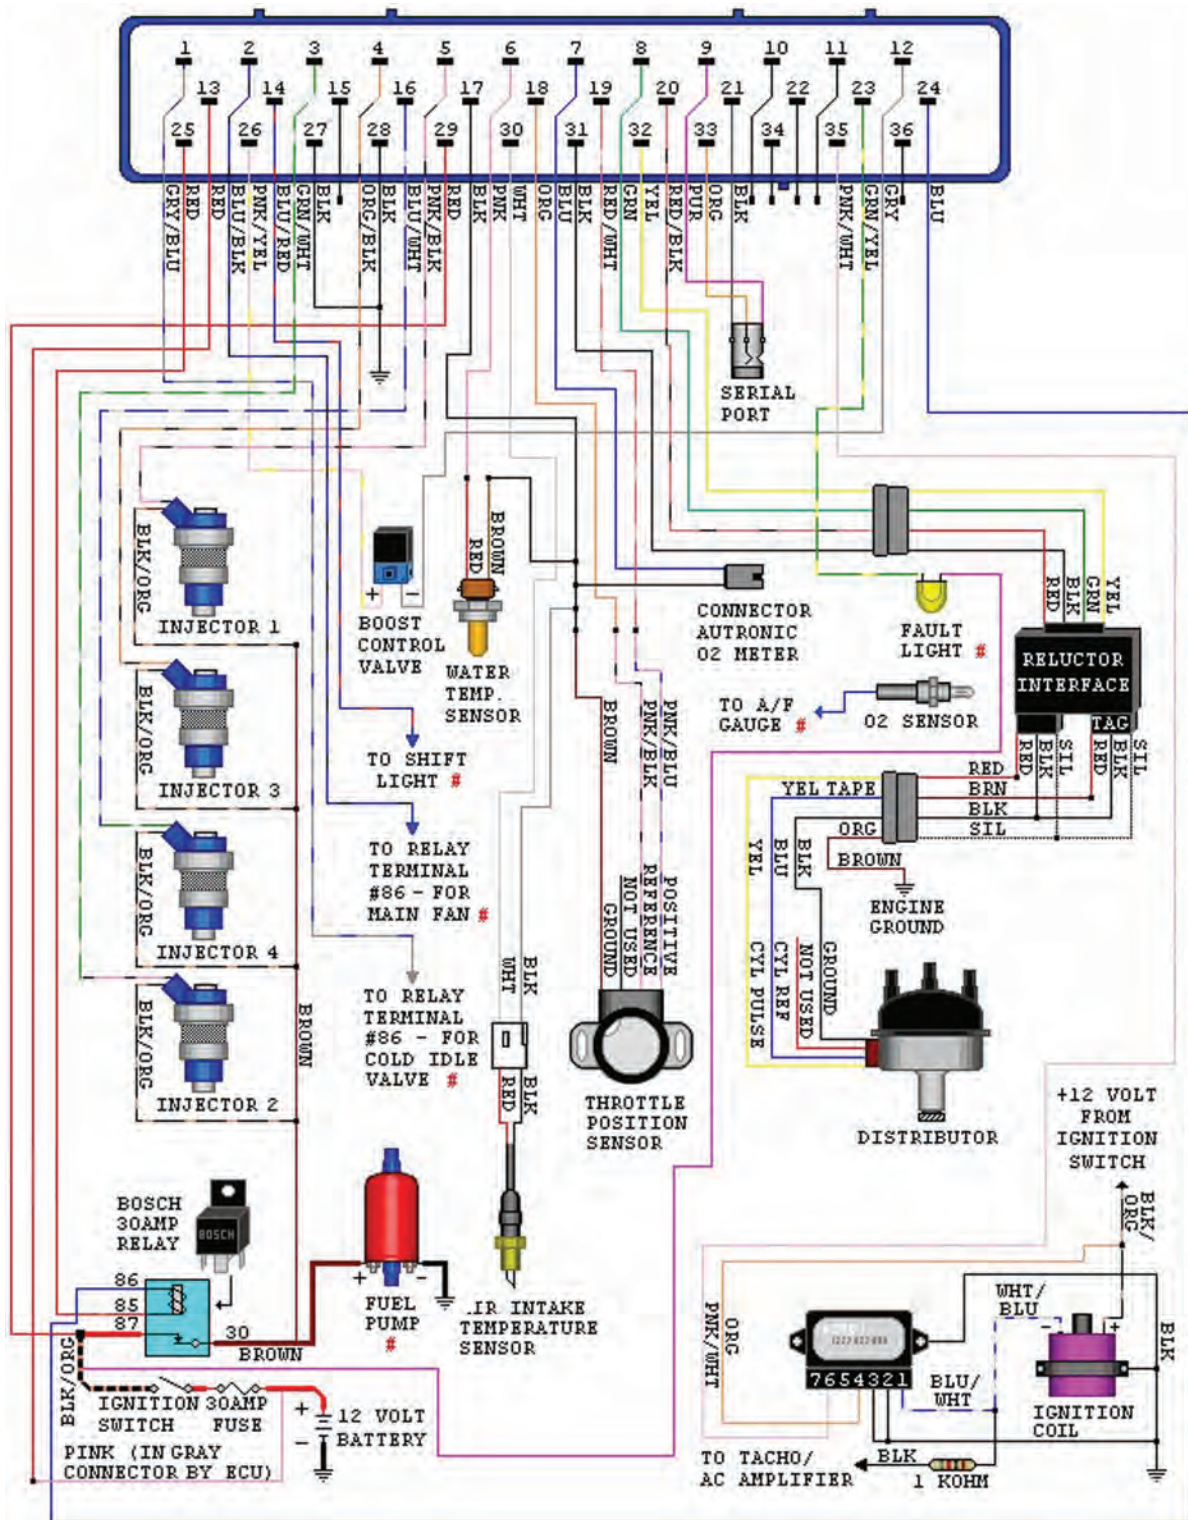 1 2 3 4 5 6 7 8 9 10 11 12
13 14 15 16 17 18 19 20 21 22 23 24
25 26 27 28 29 30 31 32 33 34 35 36
GRY/BLU
RED
RED
BLU/BLK
PNK/YEL
BLU/RED
GRN/WHT
BLK
ORG/BLK
BLK
BLU/WHT
PNK/BLK
RED
BLK
PNK
WHT
ORG
BLU
BLK
RED/WHT
GRN
YEL
RED/BLK
PUR
ORG
BLK
PNK/WHT
GRN/YEL
GRY
BLU
SERIAL
PORT
BLK/ORG
INJECTOR 1
BLK/ORG
INJECTOR 3
BLK/ORG
INJECTOR 4
BLK/ORG
INJECTOR 2
BROWN
+ -
BOOST
CONTROL
VALVE
RED
BROWN
WATER
TEMP.
SENSOR
TO SHIFT
LIGHT #
TO RELAY
TERMINAL
#86 - FOR
MAIN FAN #
TO RELAY
TERMINAL
#86 - FOR
COLD IDLE
VALVE #
CONNECTOR
AUTRONIC
O2 METER
FAULT
LIGHT #
TO A/F
GAUGE #
O2 SENSOR
RED
BLK
GRN
YEL
RELUCTOR
INTERFACE
TAG
RED
BLK
SIL
RED
BLK
SIL
RED
YEL TAPE
BRN
BLK
ORG
SIL
BROWN
ENGINE
GROUND
YEL
BLU
BLK
CYL PULSE
CYL REF
NOT USED
GROUND
DISTRIBUTOR
BROWN
PNK/BLK
PNK/BLU
GROUND
NOT USED
REFERENCE
POSITIVE
THROTTLE
POSITION
SENSOR
WHT
BLK
RED
BLK
.IR INTAKE
TEMPERATURE
SENSOR
+ -
FUEL
PUMP
#
BOSCH
30AMP
RELAY
BOSCH
86
85
87
30
BROWN
BLK/ORG
IGNITION
SWITCH
30AMP
FUSE
+
-
12 VOLT
BATTERY
PINK (IN GRAY
CONNECTOR BY ECU)
+12 VOLT
FROM
IGNITION
SWITCH
BLK/
ORG
WHT/
BLU
- +
BLK
ORG
PNK/WHT
7654321
BLU/
WHT
IGNITION
COIL
TO TACHO/
AC AMPLIFIER
BLK
1 KOHM